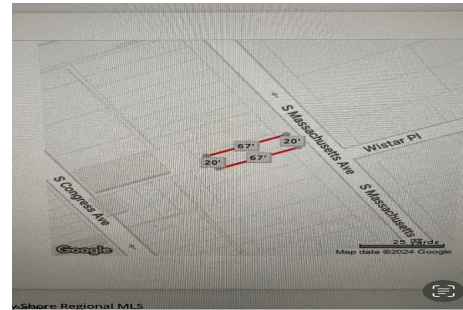 S Massachusetts Ave
Wistar Pl
67'
20'
20'
67'
S Congress Ave
S Massachusetts
25 yards
Google
Map data ©2024 Google
Shore Regional MLS